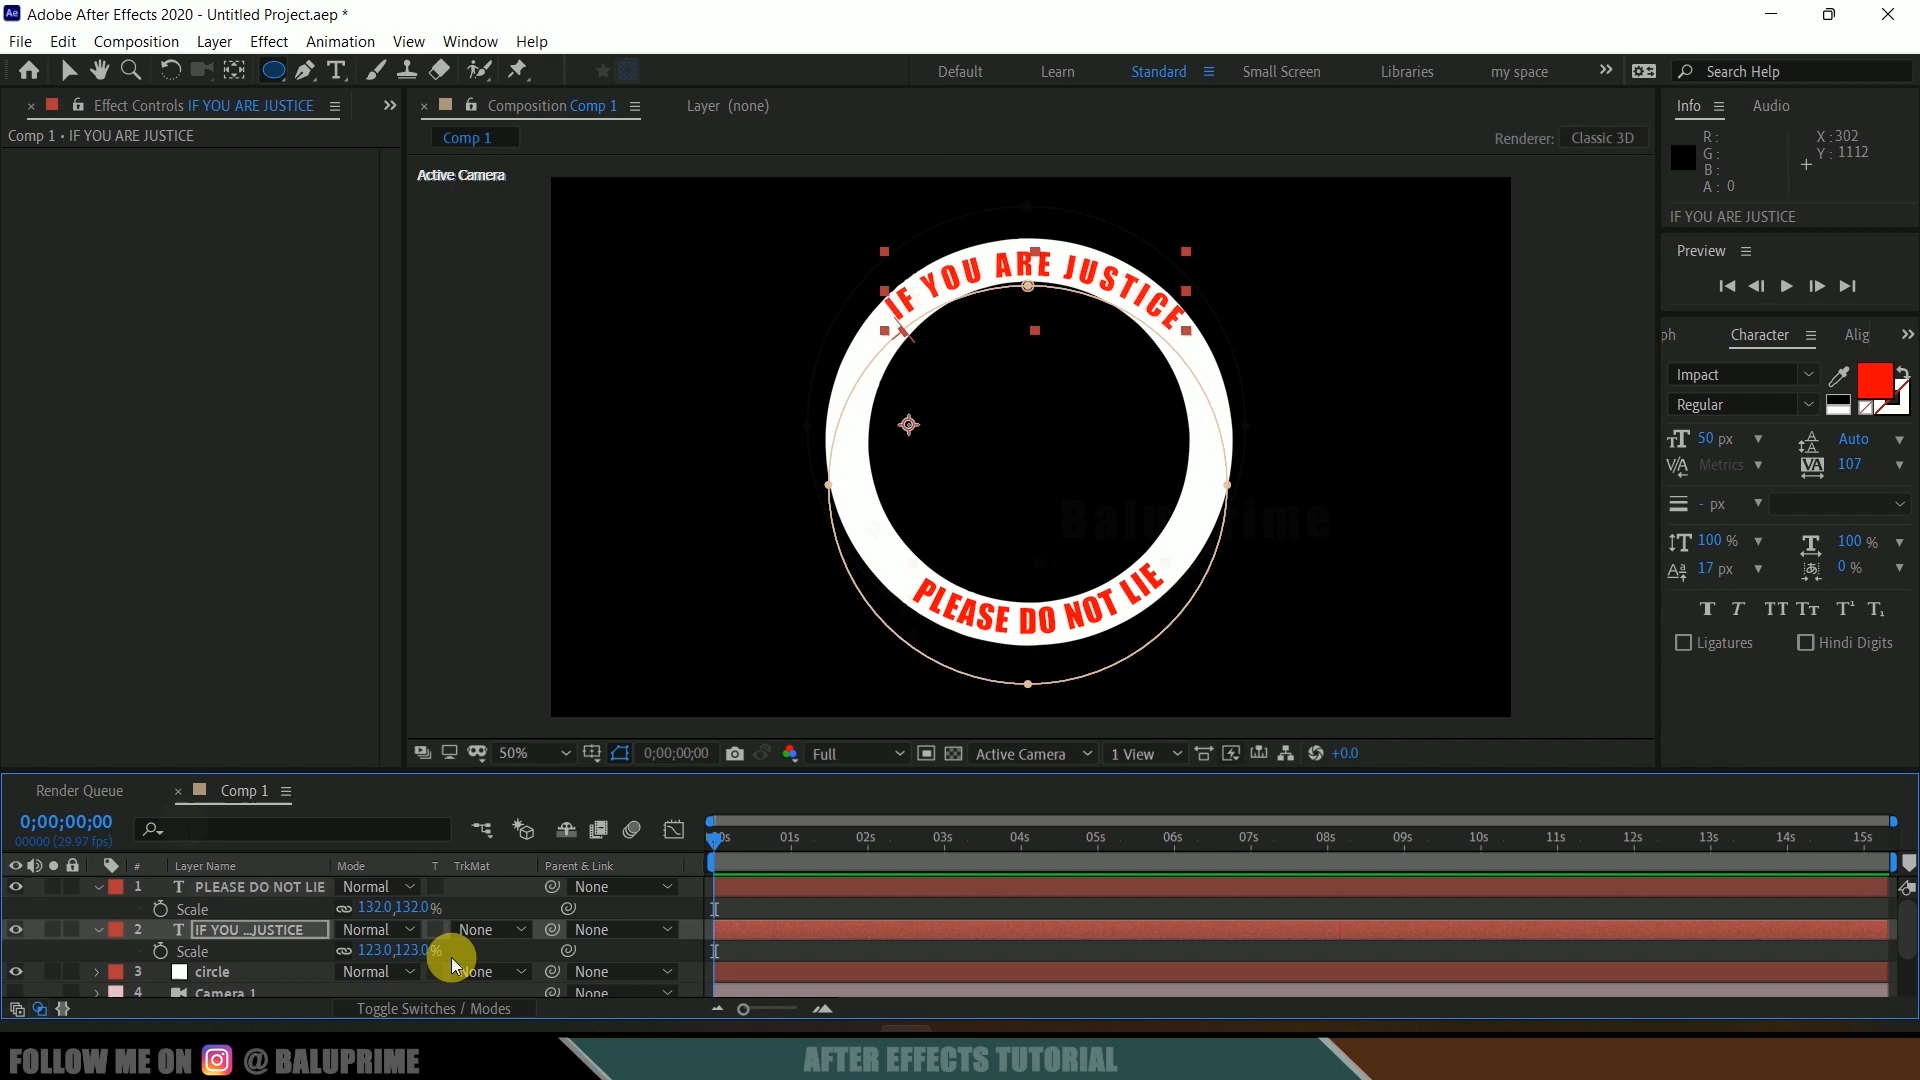 Ae Adobe After Effects 2020 - Untitled Project.aep *
File Edit Composition Layer Effect Animation View Window Help
Default Learn Standard Small Screen Libraries my space Search Help
Effect Controls IF YOU ARE JUSTICE
Composition Comp 1 Layer (none)
Info Audio
Comp 1 • IF YOU ARE JUSTICE
Comp 1
Renderer: Classic 3D
R: X: 302
G: Y: 1112
B:
A: 0
Active Camera
IF YOU ARE JUSTICE
Preview
IF YOU ARE JUSTICE
PLEASE DO NOT LIE
Baluprime
ph Character Alig
Impact
Regular
50 px Auto
Metrics 107
- px
100 % 100 %
17 px 0 %
T T TT Tt T¹ T₁
Ligatures Hindi Digits
50% 0;00;00;00 Full Active Camera 1 View +0.0
Render Queue Comp 1
0;00;00;00
00000 (29.97 fps)
00s 01s 02s 03s 04s 05s 06s 07s 08s 09s 10s 11s 12s 13s 14s 15s
# Layer Name Mode T TrkMat Parent & Link
1 T PLEASE DO NOT LIE Normal None
Scale 132.0,132.0%
2 T IF YOU ...JUSTICE Normal None None
Scale 123.0,123.0%
3 circle Normal None None
4 Camera 1 None
Toggle Switches / Modes
FOLLOW ME ON @ BALUPRIME
AFTER EFFECTS TUTORIAL